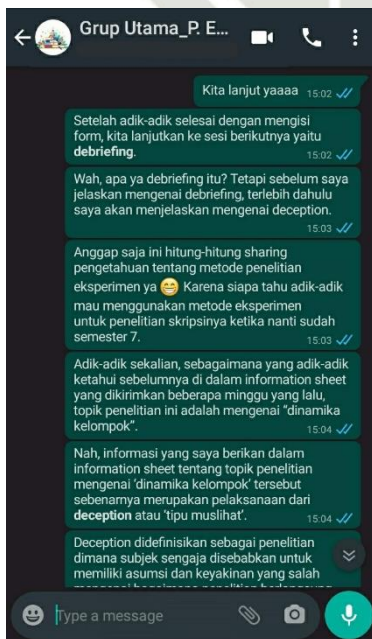 Grup Utama_P. E...
Kita lanjut yaaaa 15:02
Setelah adik-adik selesai dengan mengisi
form, kita lanjutkan ke sesi berikutnya yaitu
debriefing. 15:02
Wah, apa ya debriefing itu? Tetapi sebelum saya
jelaskan mengenai debriefing, terlebih dahulu
saya akan menjelaskan mengenai deception.
15:03
Anggap saja ini hitung-hitung sharing
pengetahuan tentang metode penelitian
eksperimen ya 😁 Karena siapa tahu adik-adik
mau menggunakan metode eksperimen
untuk penelitian skripsinya ketika nanti sudah
semester 7. 15:03
Adik-adik sekalian, sebagaimana yang adik-adik
ketahui sebelumnya di dalam information sheet
yang dikirimkan beberapa minggu yang lalu,
topik penelitian ini adalah mengenai “dinamika
kelompok”. 15:04
Nah, informasi yang saya berikan dalam
information sheet tentang topik penelitian
mengenai ‘dinamika kelompok’ tersebut
sebenarnya merupakan pelaksanaan dari
deception atau ‘tipu muslihat’. 15:04
Deception didefinisikan sebagai penelitian
dimana subjek sengaja disebabkan untuk
memiliki asumsi dan keyakinan yang salah
mengenai bagaimana penelitian berlangsung
Type a message